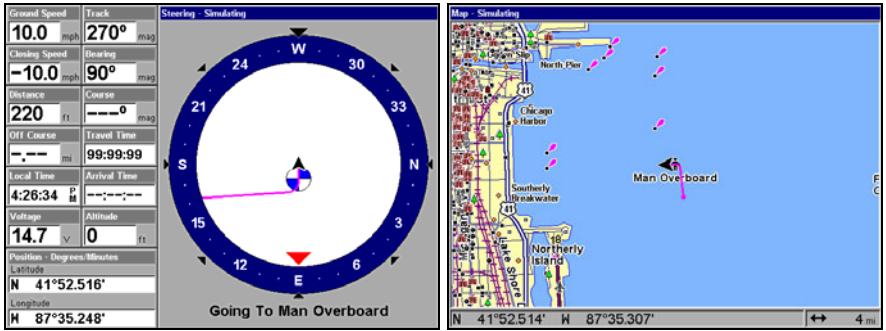 Ground Speed Track
10.0 mph 270° mag
Closing Speed Bearing
-10.0 mph 90° mag
Distance Course
220 ft ---° mag
Off Course Travel Time
-.-- mi 99:99:99
Local Time Arrival Time
4:26:34 PM --:--:--
Voltage Altitude
14.7 V 0 ft
Position - Degrees/Minutes
Latitude
N 41°52.516'
Longitude
W 87°35.248'
Steering - Simulating
W
24 30
21 33
S N
15 3
12 6
E
Going To Man Overboard
Map - Simulating
North Pier
41
Chicago
Harbor
Man Overboard
Southerly
Breakwater
41
18
Northerly
Island
Lake Shore
N 41°52.514' W 87°35.307' ↔ 4 mi